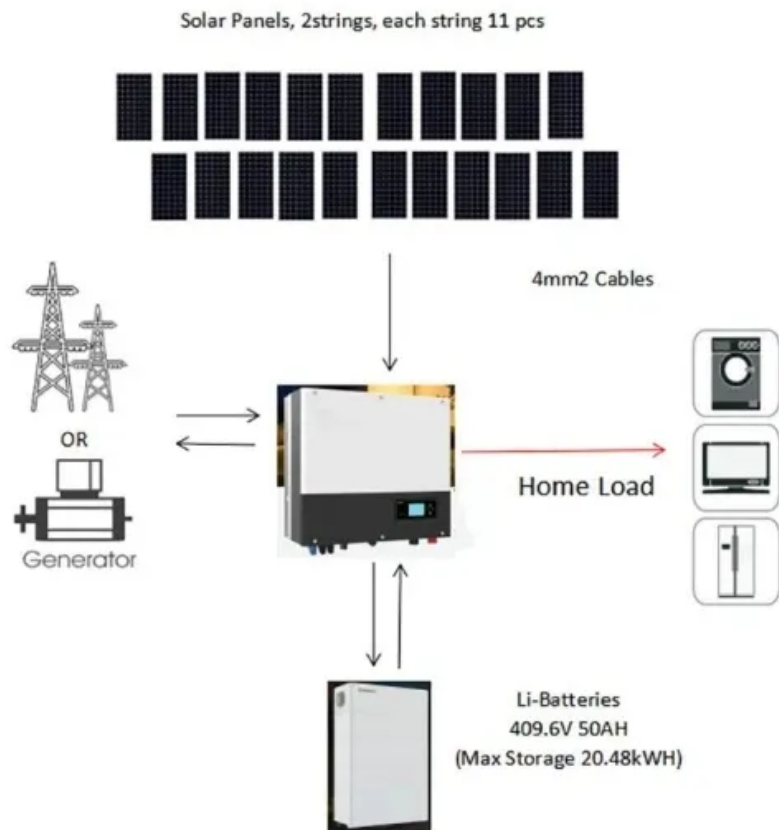 Solar Panels, 2strings, each string 11 pcs
4mm2 Cables
OR
Generator
Home Load
Li-Batteries
409.6V 50AH
(Max Storage 20.48kWH)